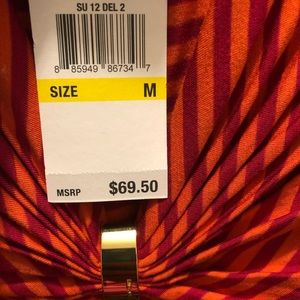 SU 12 DEL 2
8 85949 86734 7
SIZE M
MSRP $69.50